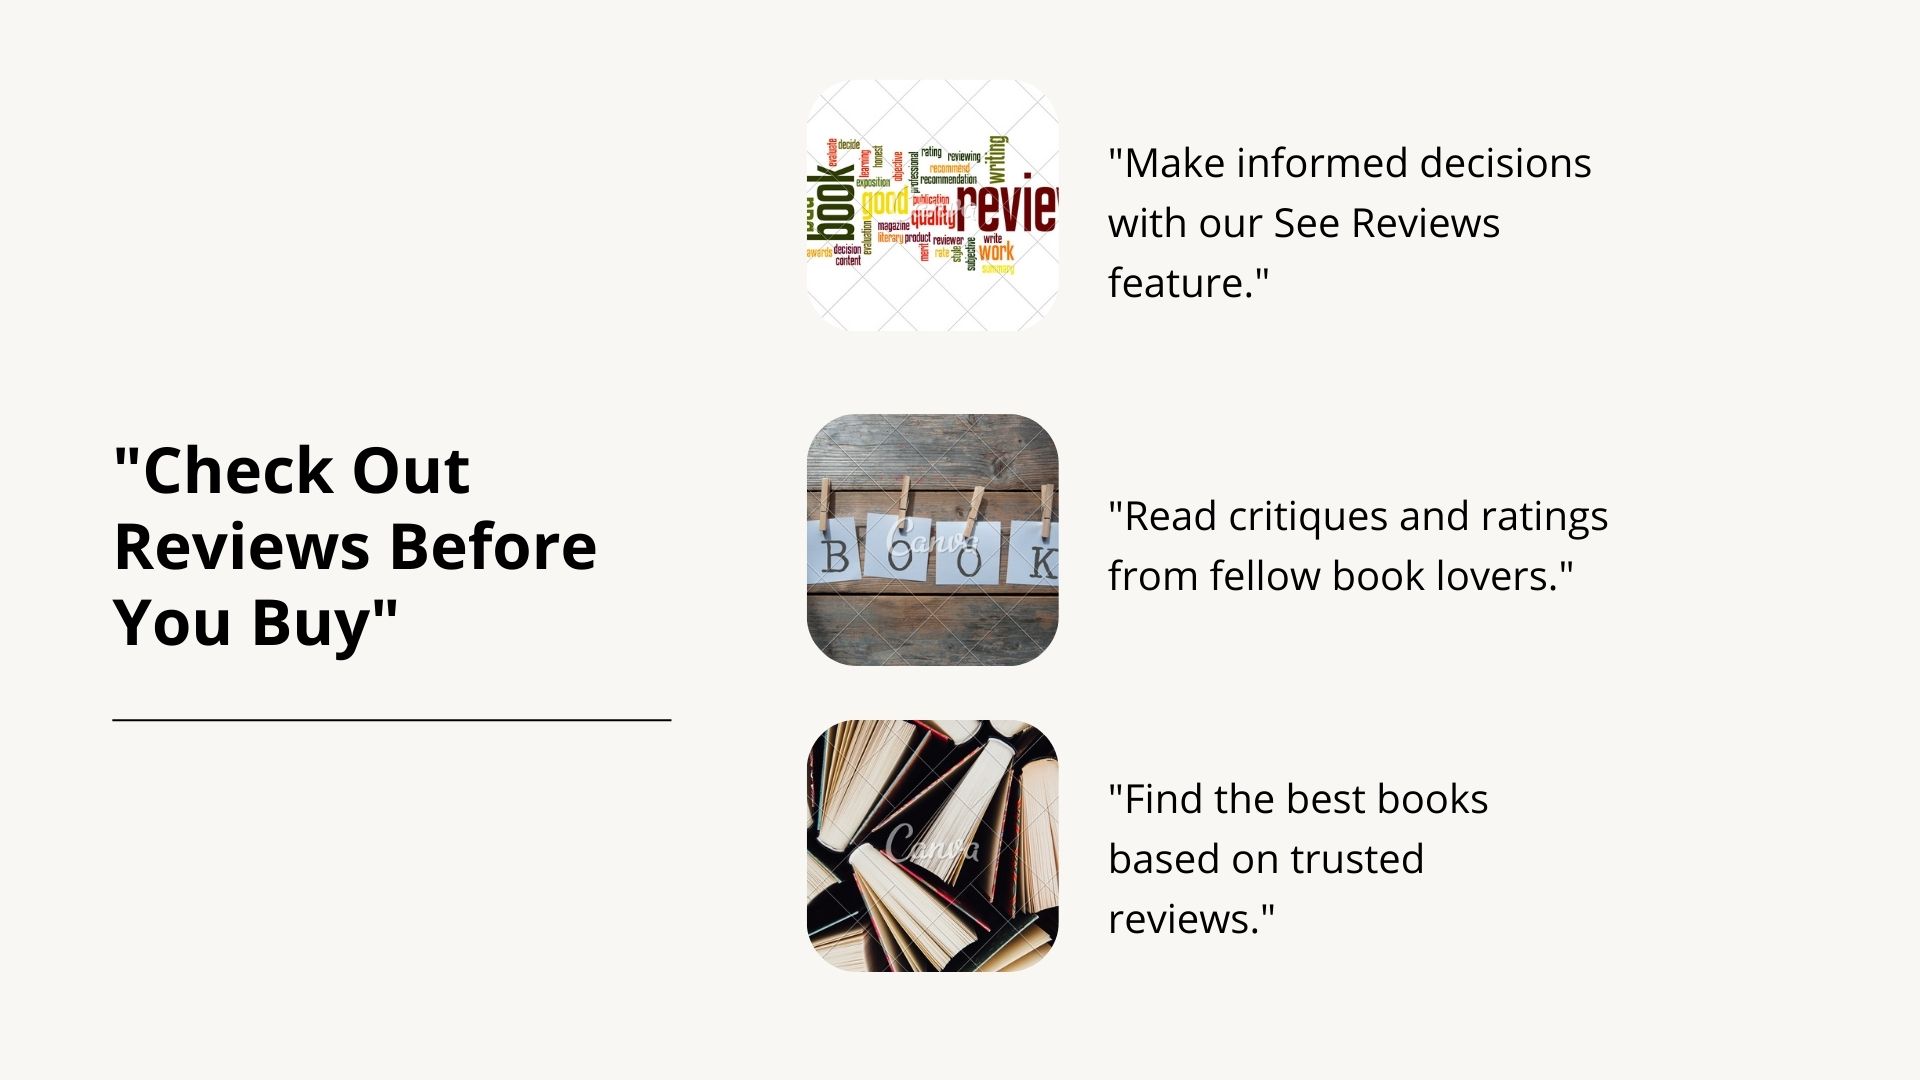 "Check Out
Reviews Before
You Buy"
"Make informed decisions
with our See Reviews
feature."
"Read critiques and ratings
from fellow book lovers."
"Find the best books
based on trusted
reviews."
evaluate
decide
learning
honest
objective
professional
rating
reviewing
writing
recommend
recommendation
exposition
book
good
publication
quality
review
magazine
evaluation
literary
product
reviewer
write
merit
rate
style
subjective
work
summary
awards
decision
content
B O O K
Canva
Canva